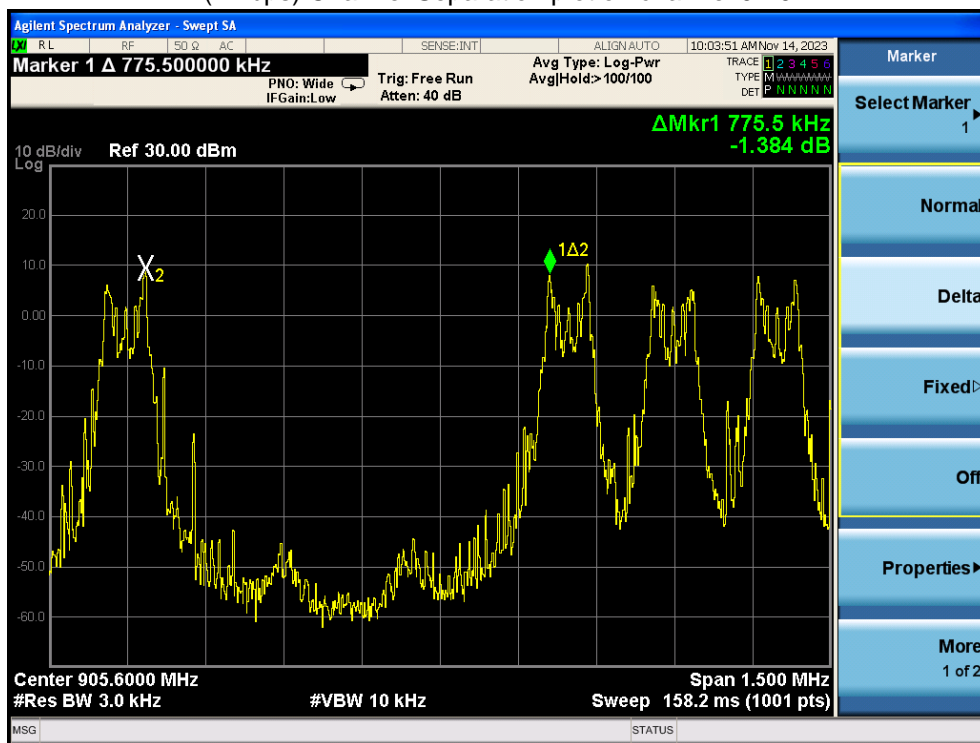 Agilent Spectrum Analyzer - Swept SA
LXI RL RF 50 Ω AC SENSE:INT ALIGN AUTO 10:03:51 AM Nov 14, 2023
Marker 1 Δ 775.500000 kHz
PNO: Wide
IFGain:Low
Trig: Free Run
Atten: 40 dB
Avg Type: Log-Pwr
Avg|Hold:>100/100
TRACE 1 2 3 4 5 6
TYPE M
DET P N N N N N
ΔMkr1 775.5 kHz
-1.384 dB
10 dB/div Ref 30.00 dBm
Log
20.0
10.0
0.00
-10.0
-20.0
-30.0
-40.0
-50.0
-60.0
2
1Δ2
Center 905.6000 MHz Span 1.500 MHz
#Res BW 3.0 kHz #VBW 10 kHz Sweep 158.2 ms (1001 pts)
MSG STATUS
Marker
Select Marker
1
Normal
Delta
Fixed
Off
Properties
More
1 of 2